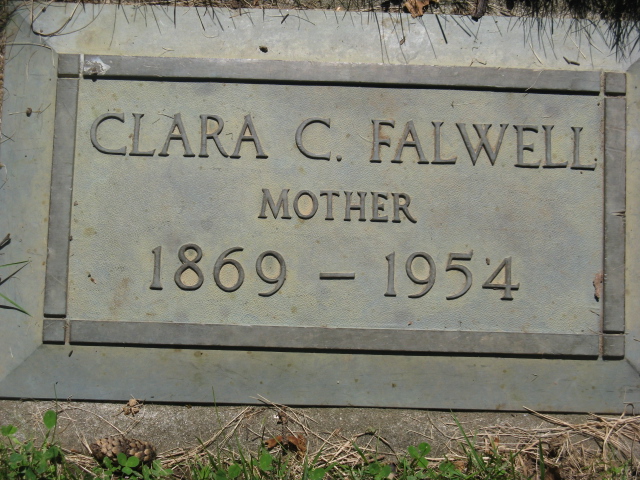 CLARA C. FALWELL
MOTHER
1869 – 1954